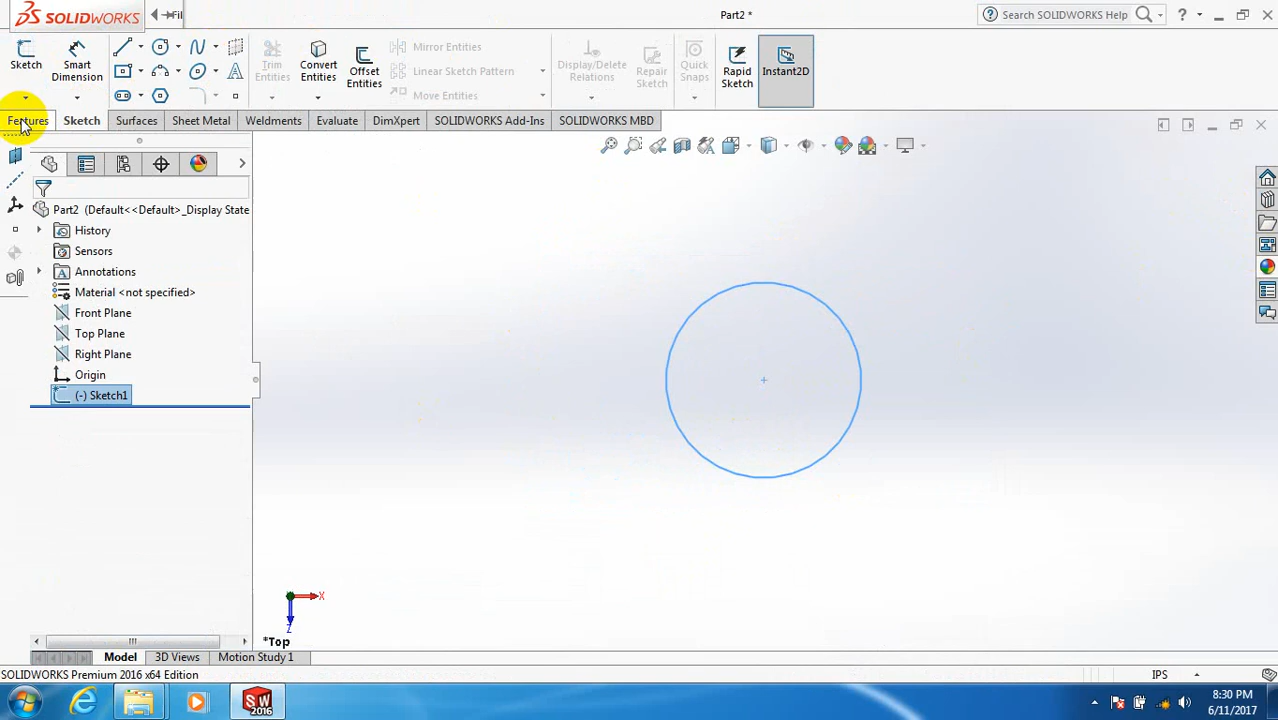 SOLIDWORKS
Fil
Part2 *
Search SOLIDWORKS Help
?
Sketch
Smart Dimension
Trim Entities
Convert Entities
Offset Entities
Mirror Entities
Linear Sketch Pattern
Move Entities
Display/Delete Relations
Repair Sketch
Quick Snaps
Rapid Sketch
Instant2D
Features
Sketch
Surfaces
Sheet Metal
Weldments
Evaluate
DimXpert
SOLIDWORKS Add-Ins
SOLIDWORKS MBD
Part2 (Default<<Default>_Display State
History
Sensors
Annotations
Material <not specified>
Front Plane
Top Plane
Right Plane
Origin
(-) Sketch1
X
Z
*Top
Model
3D Views
Motion Study 1
SOLIDWORKS Premium 2016 x64 Edition
IPS
SW
2016
8:30 PM
6/11/2017